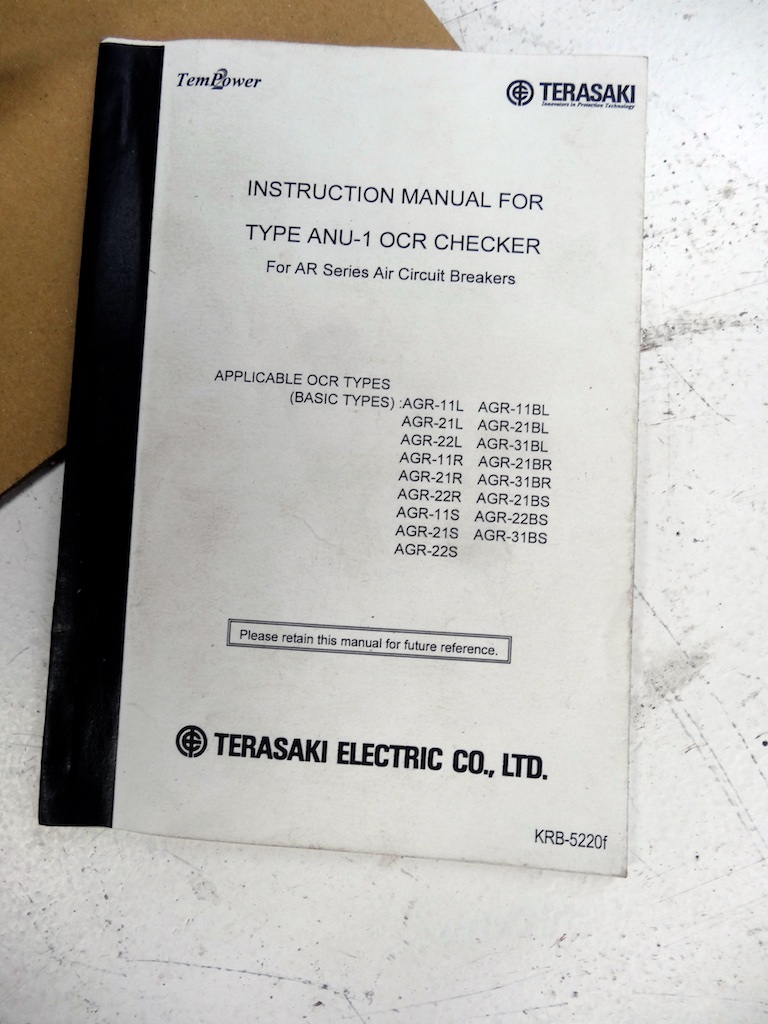 TemPower 2
TERASAKI
Innovators in Protection Technology
INSTRUCTION MANUAL FOR
TYPE ANU-1 OCR CHECKER
For AR Series Air Circuit Breakers
APPLICABLE OCR TYPES
(BASIC TYPES) :AGR-11L AGR-11BL
AGR-21L AGR-21BL
AGR-22L AGR-31BL
AGR-11R AGR-21BR
AGR-21R AGR-31BR
AGR-22R AGR-21BS
AGR-11S AGR-22BS
AGR-21S AGR-31BS
AGR-22S
Please retain this manual for future reference.
TERASAKI ELECTRIC CO., LTD.
KRB-5220f